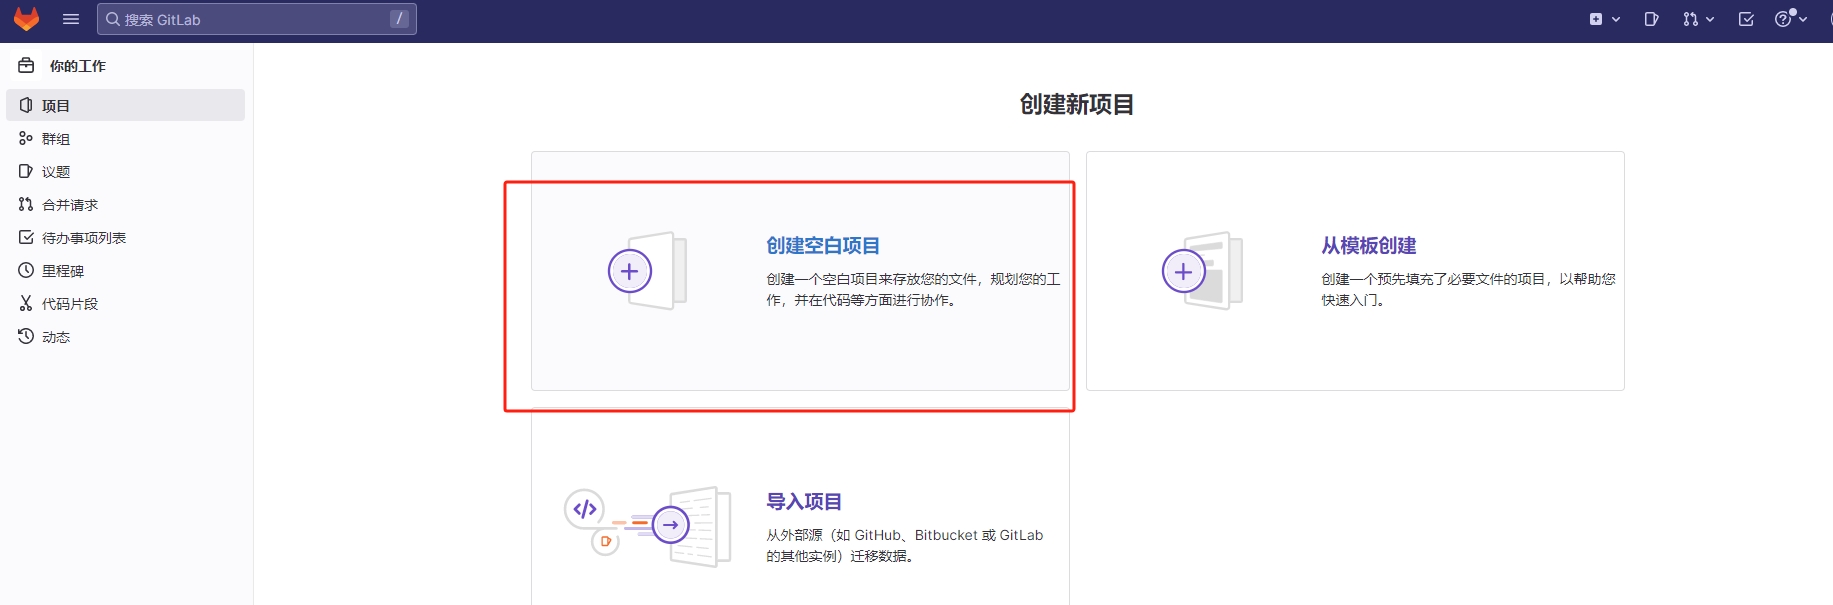 搜索 GitLab
/
你的工作
项目
群组
议题
合并请求
待办事项列表
里程碑
代码片段
动态
创建新项目
创建空白项目
创建一个空白项目来存放您的文件，规划您的工
作，并在代码等方面进行协作。
从模板创建
创建一个预先填充了必要文件的项目，以帮助您
快速入门。
导入项目
从外部源（如 GitHub、Bitbucket 或 GitLab
的其他实例）迁移数据。